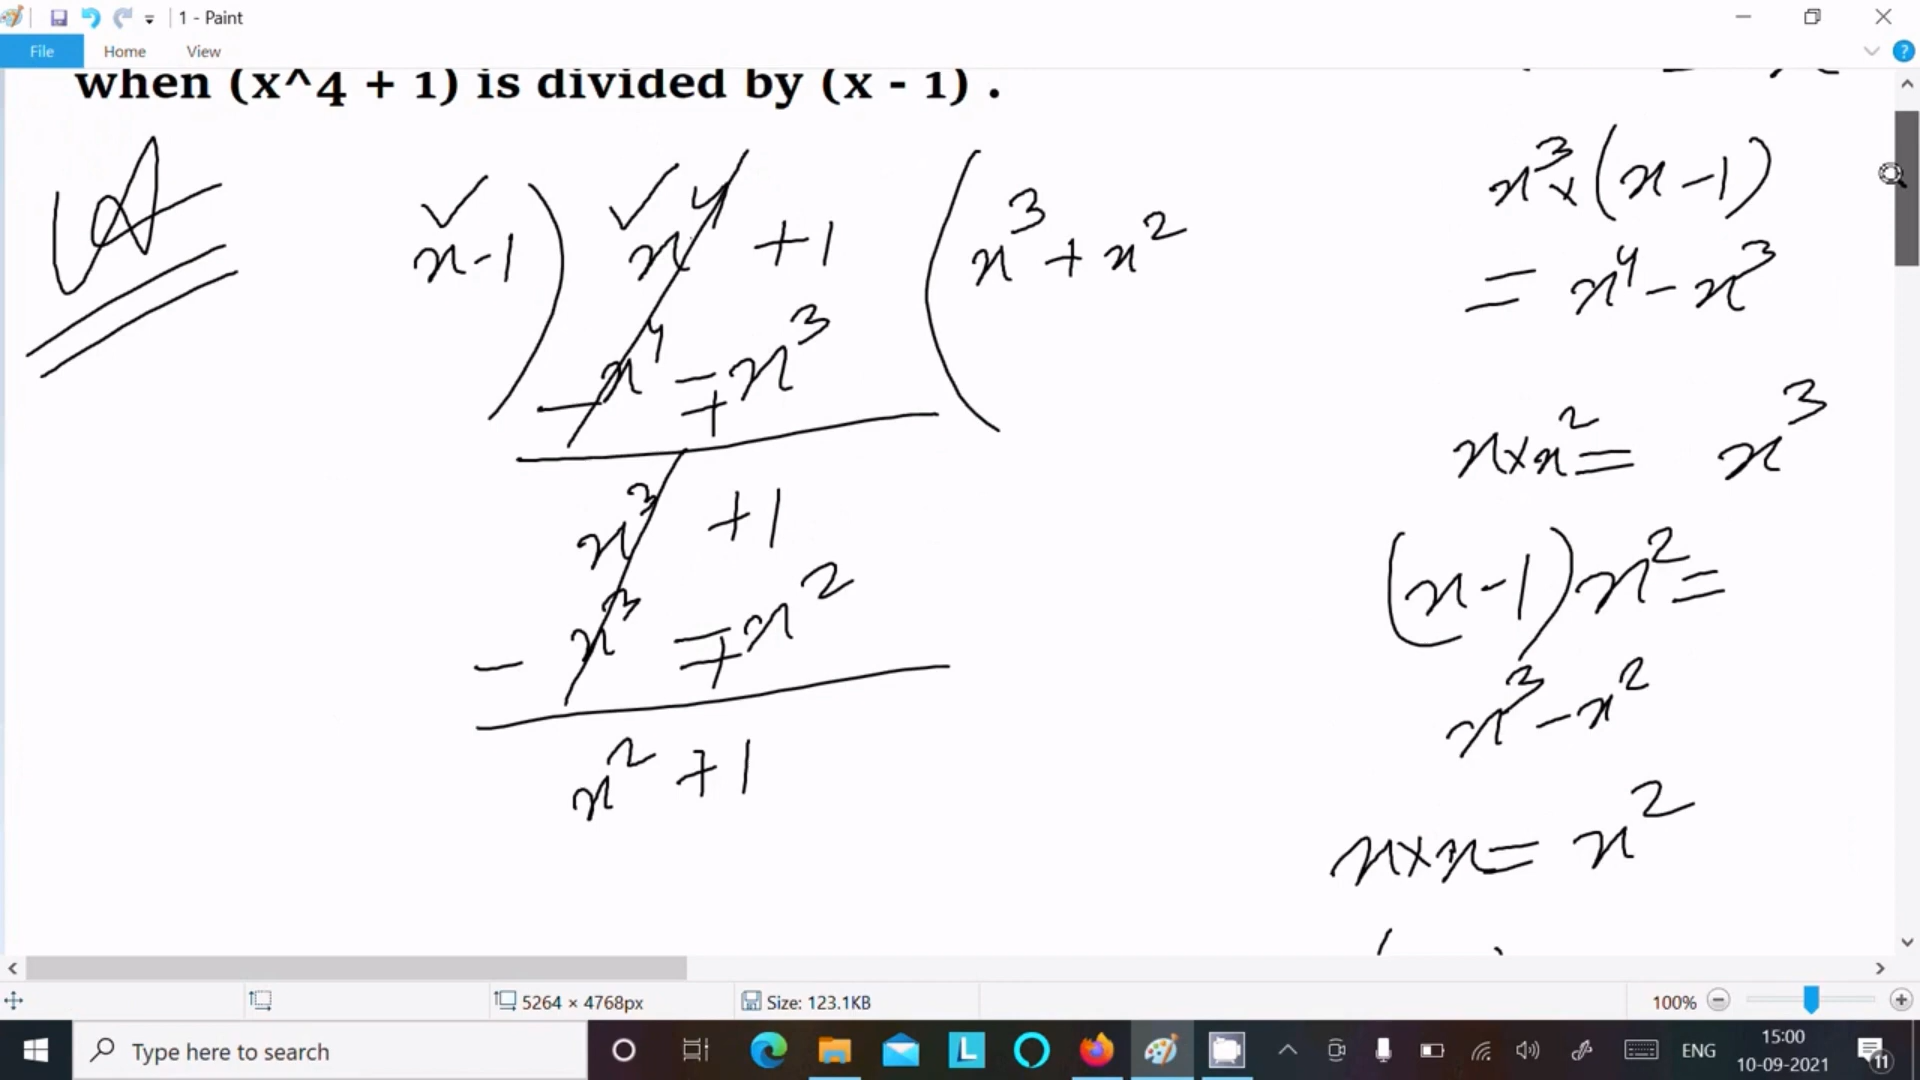 1 - Paint
File Home View
when (x^4 + 1) is divided by (x - 1) .
x-1 ) x⁴ +1 ( x³ + x²
- x⁴ - x³
+
x³ +1
- x³ - x²
+
x² +1
x³ × (x-1)
= x⁴ - x³
x × x² = x³
(x-1) x² =
x³ - x²
x × x = x²
5264 × 4768px
Size: 123.1KB
100%
Type here to search
L
ENG
15:00
10-09-2021
11